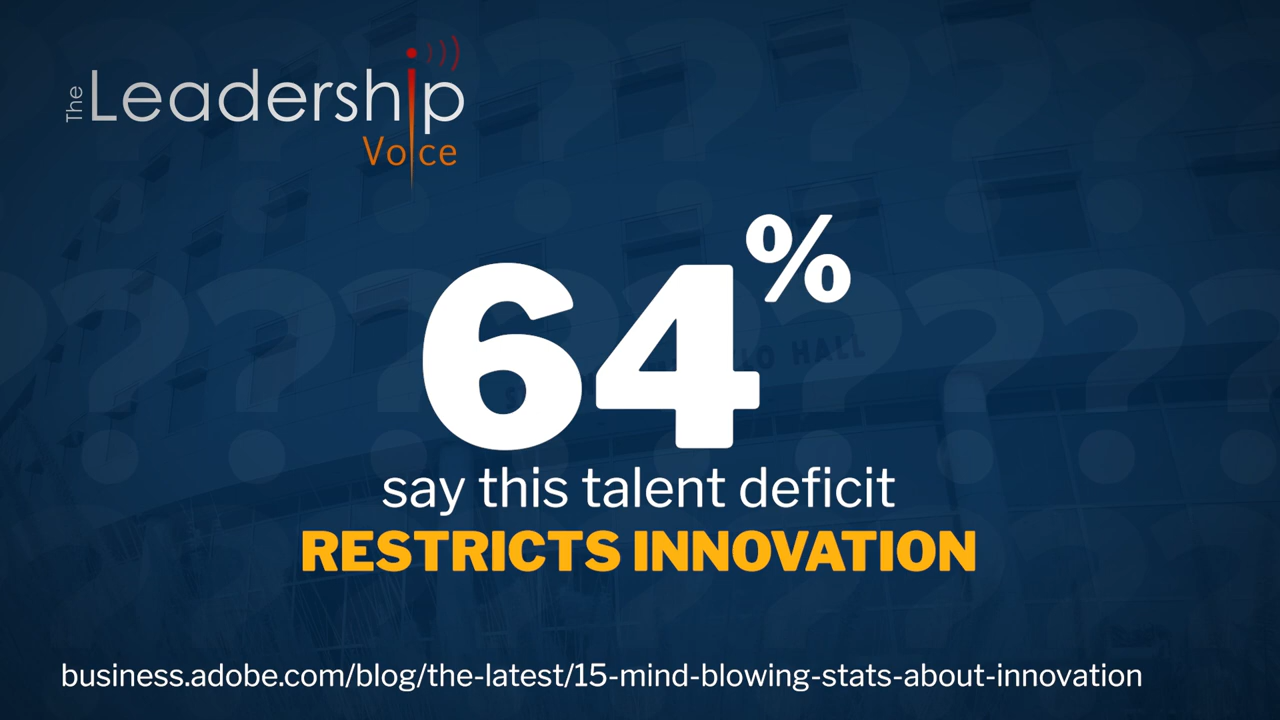 The Leadership
Voice
64%
say this talent deficit
RESTRICTS INNOVATION
HALL
business.adobe.com/blog/the-latest/15-mind-blowing-stats-about-innovation